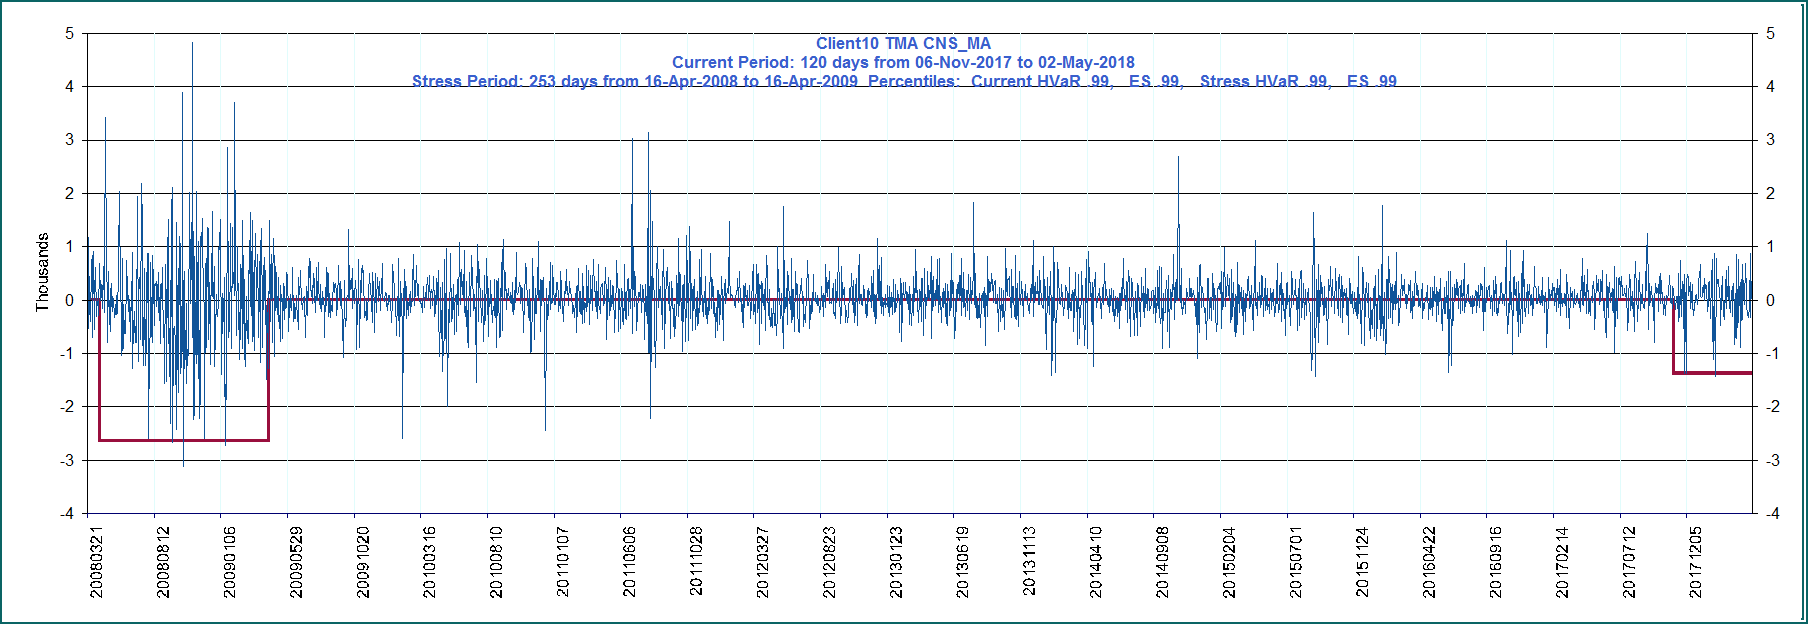 Client10 TMA CNS_MA
Current Period: 120 days from 06-Nov-2017 to 02-May-2018
Stress Period: 253 days from 16-Apr-2008 to 16-Apr-2009  Percentiles:  Current HVaR .99,   ES .99,   Stress HVaR .99,   ES .99
5 5
4 4
3 3
2 2
1 1
0 0
-1 -1
-2 -2
-3 -3
-4 -4
Thousands
20080321 20080812 20090106 20090529 20091020 20100316 20100810 20110107 20110606 20111028 20120327 20120823 20130123 20130619 20131113 20140410 20140908 20150204 20150701 20151124 20160422 20160916 20170214 20170712 20171205